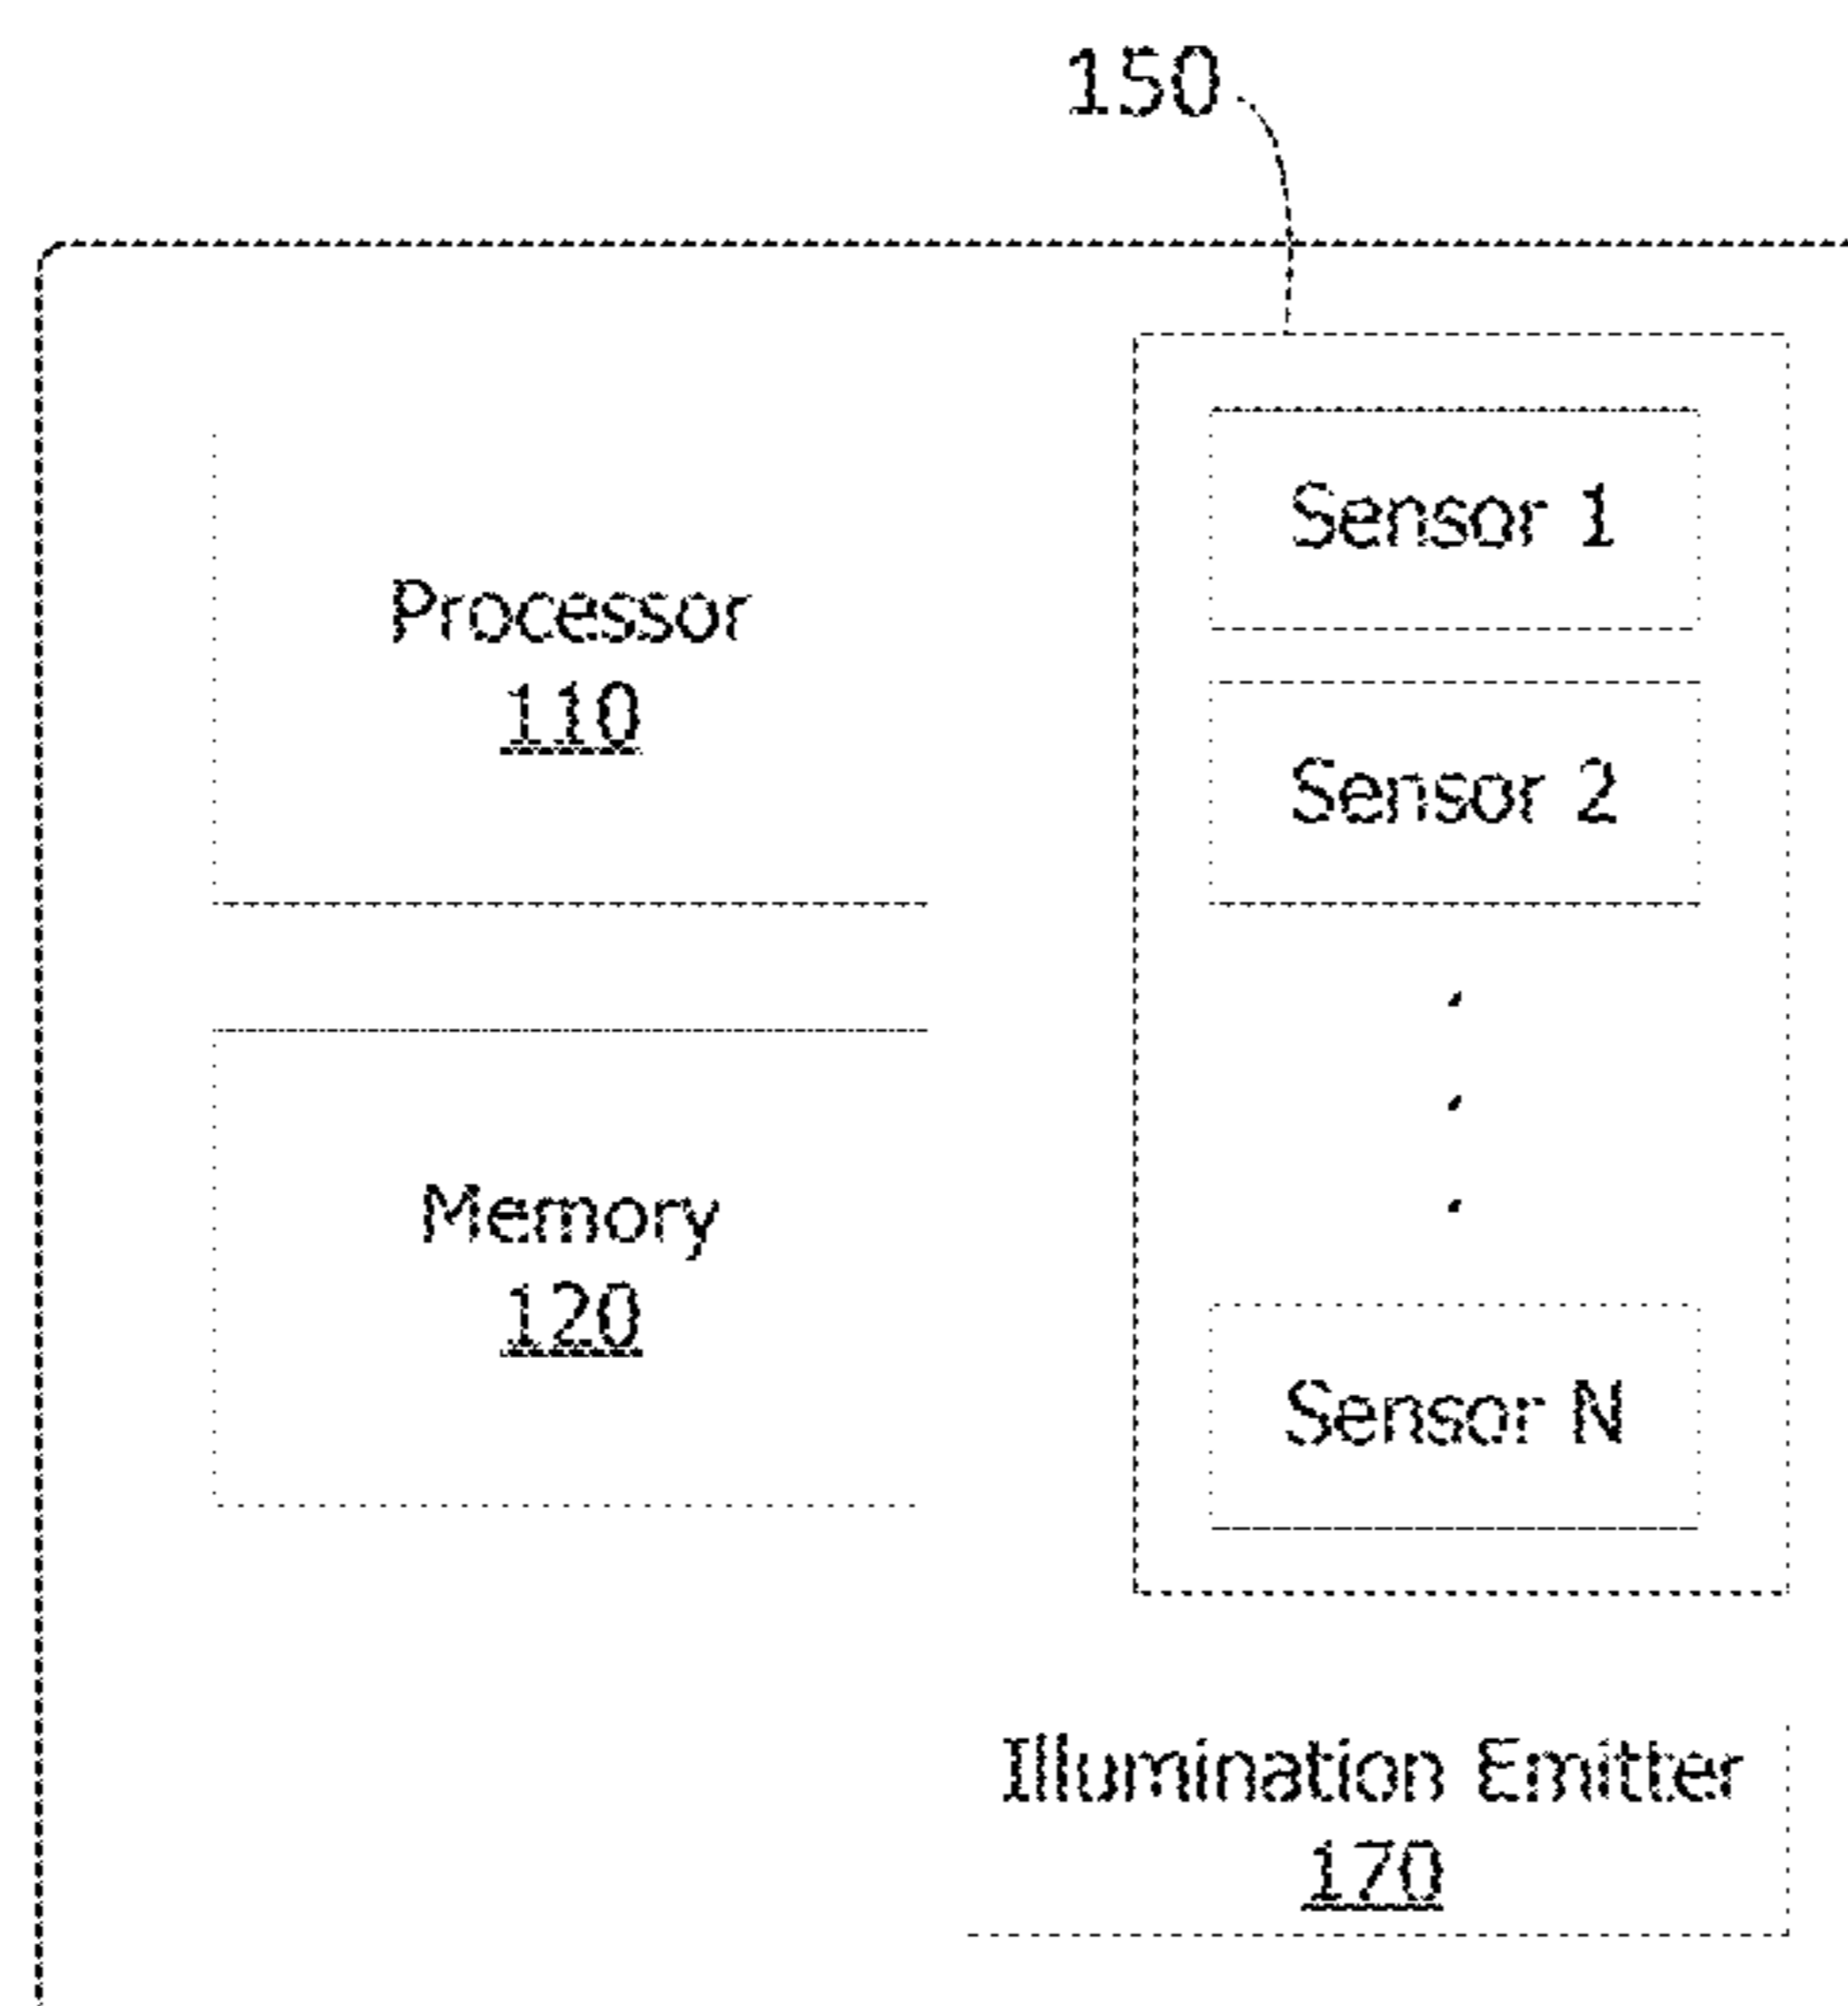 150
Processor
110
Memory
120
Sensor 1
Sensor 2
Sensor N
Illumination Emitter
170